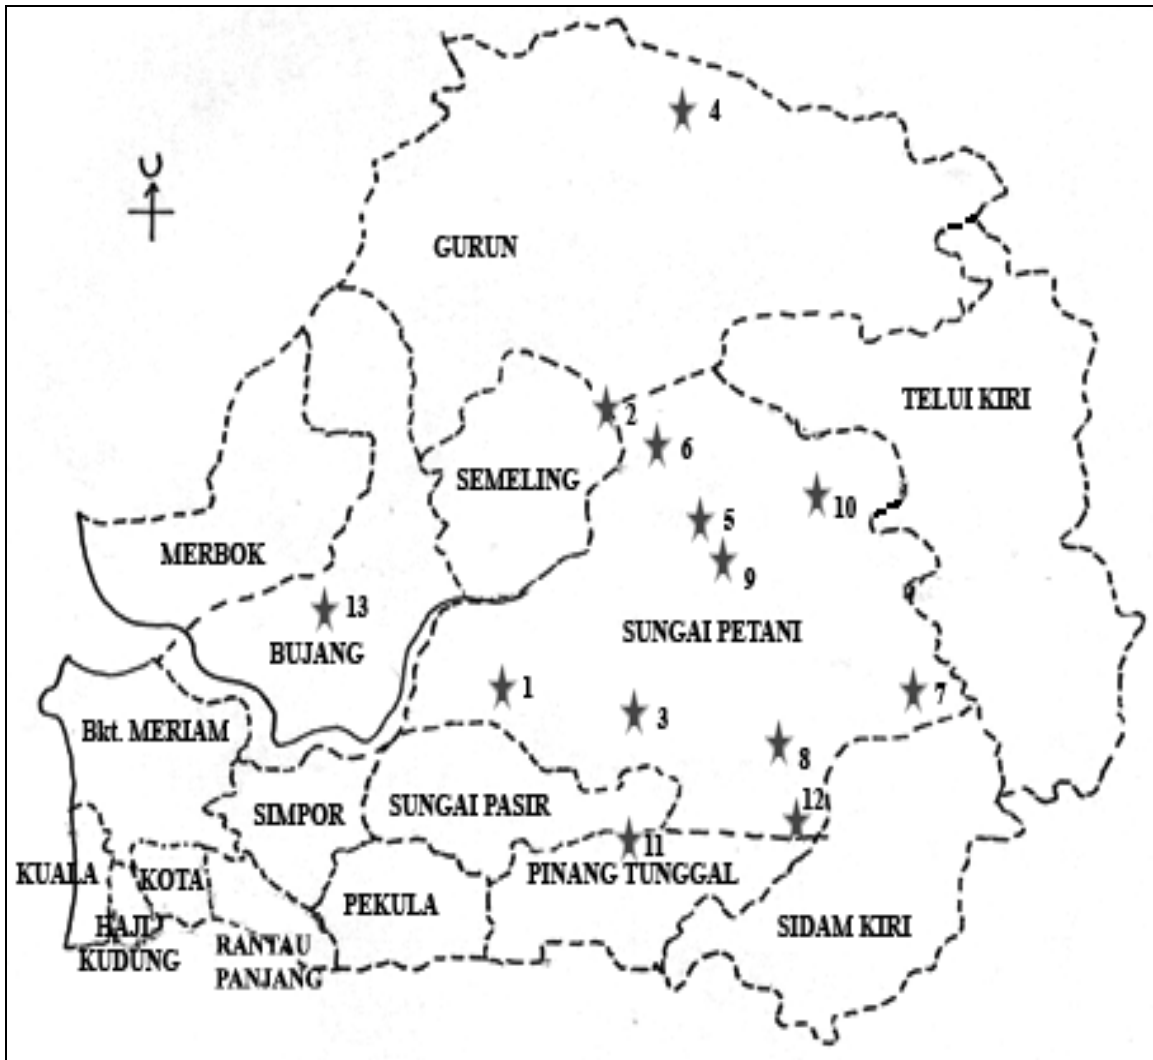 4
U
GURUN
TELUI KIRI
2
6
SEMELING
10
5
MERBOK
9
13
SUNGAI PETANI
BUJANG
1
7
3
Bkt. MERIAM
8
12
SUNGAI PASIR
SIMPOR
11
KUALA
KOTA
PINANG TUNGGAL
PEKULA
HAJI
KUDUNG
SIDAM KIRI
RANYAU
PANJANG